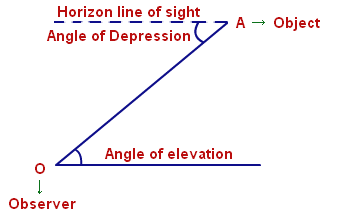 Horizon line of sight
A → Object
Angle of Depression
Angle of elevation
O
↓
Observer